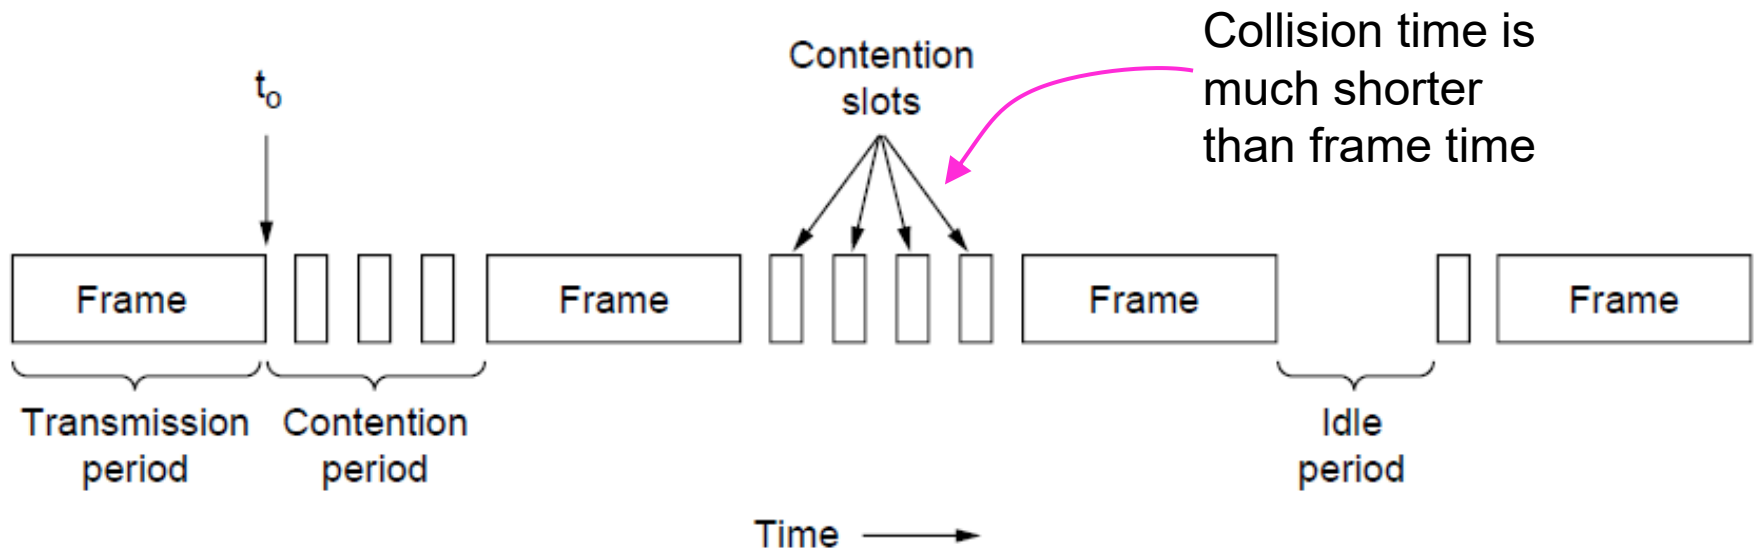 Collision time is
much shorter
than frame time
Contention
slots
t₀
Frame
Frame
Frame
Frame
Transmission
period
Contention
period
Idle
period
Time